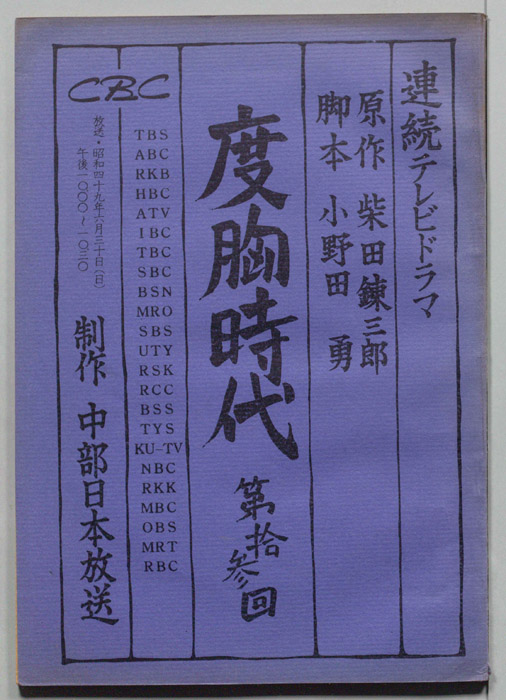 連続テレビドラマ
原作 柴田錬三郎
脚本 小野田 勇
度胸時代
第拾参回
TBS
ABC
RKB
HBC
ATV
IBC
TBC
SBC
BSN
MRO
SBS
UTY
RSK
RCC
BSS
TYS
KU-TV
NBC
RKK
MBC
OBS
MRT
RBC
CBC
放送・昭和四十九年六月三十日(日)
午後一〇〇〇〜一〇三〇
制作 中部日本放送